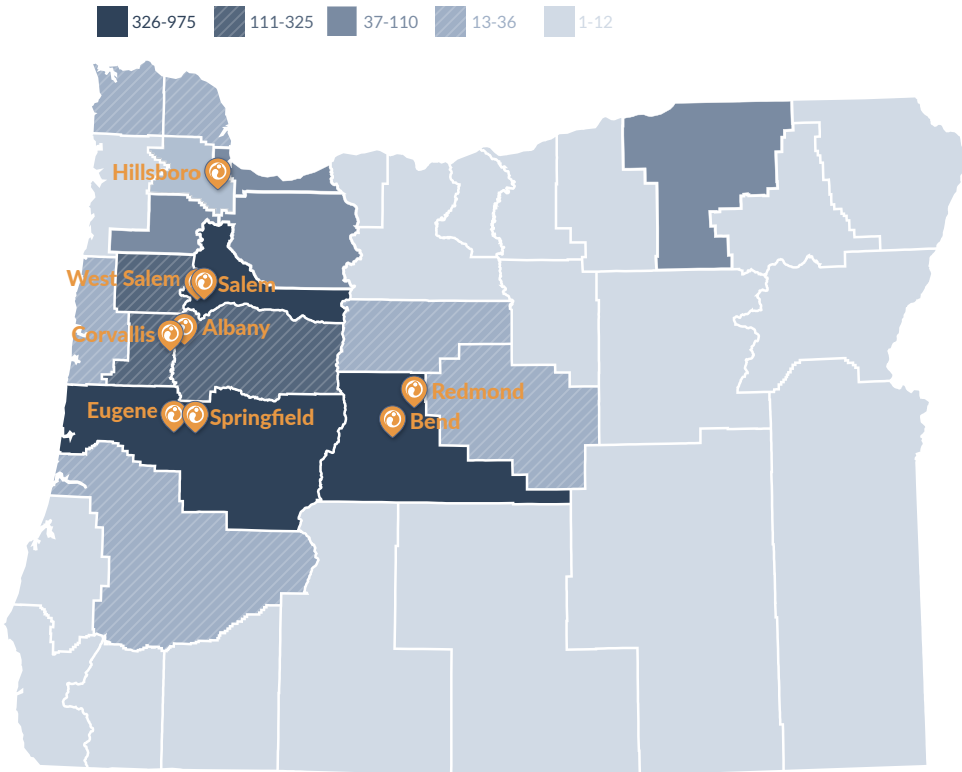 326-975 111-325 37-110 13-36 1-12
Hillsboro
West Salem
Salem
Albany
Corvallis
Redmond
Eugene
Springfield
Bend